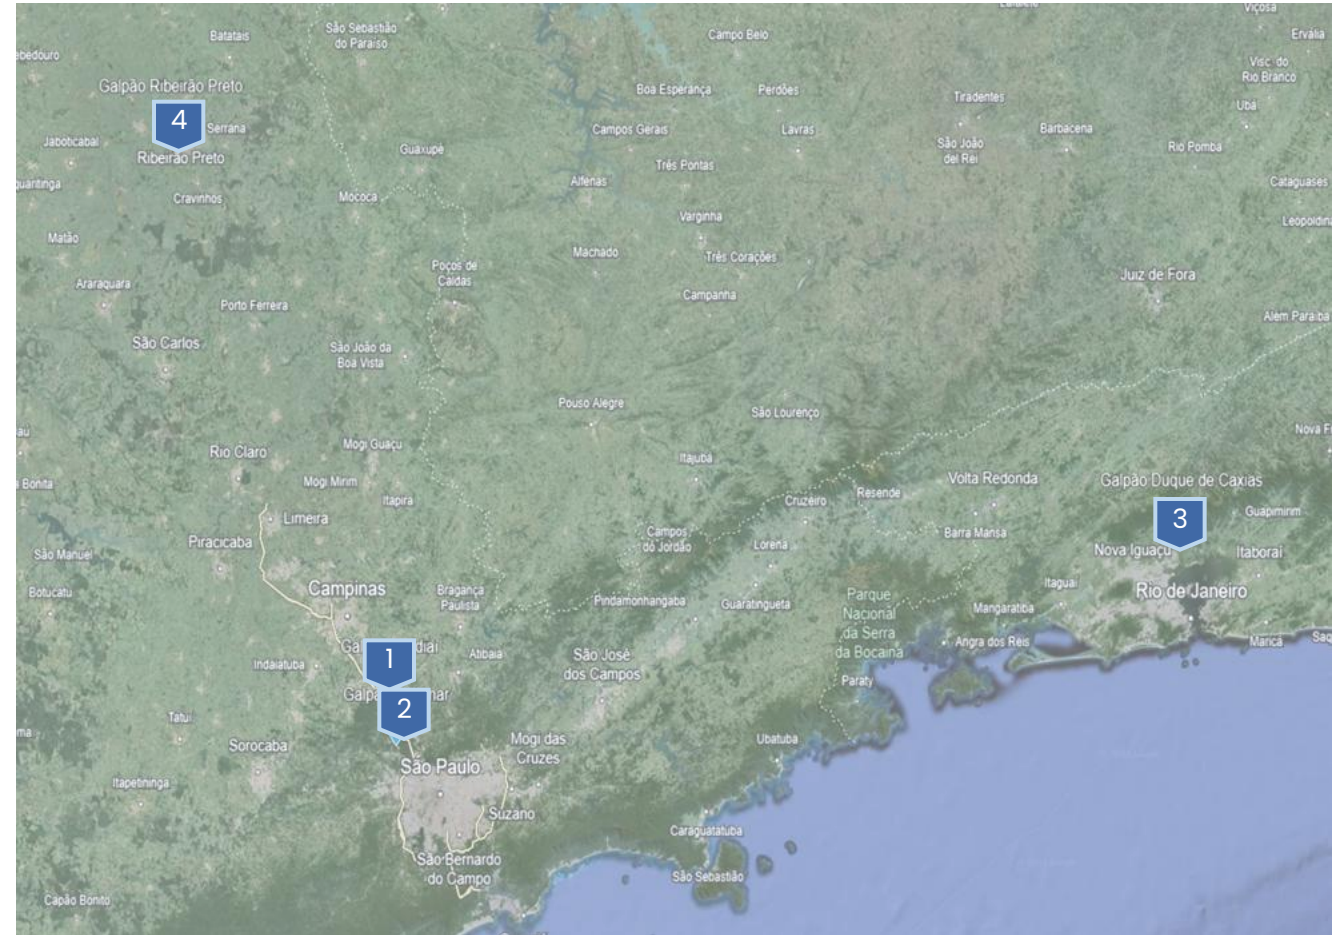 Batatais
São Sebastião
do Paraíso
Campo Belo
Viçosa
Ervália
Visc. do
Rio Branco
Galpão Ribeirão Preto
Boa Esperança
Perdões
Tiradentes
Ubá
4
Serrana
Campos Gerais
Lavras
Barbacena
Jaboticabal
Guaxupé
São João
del Rei
Rio Pomba
Ribeirão Preto
Três Pontas
Alfenas
Cataguases
Cravinhos
Mococa
Varginha
Matão
Machado
Três Corações
Poços de
Caldas
Juiz de Fora
Araraquara
Campanha
Porto Ferreira
Além Paraíba
São Carlos
São João da
Boa Vista
Pouso Alegre
São Lourenço
Mogi Guaçu
Rio Claro
Itajubá
Mogi Mirim
Volta Redonda
Galpão Duque de Caxias
Itapira
Cruzeiro
Resende
Limeira
3
Guapimirim
Piracicaba
Campos
do Jordão
Lorena
Barra Mansa
Nova Iguaçu
Itaboraí
São Manuel
Botucatu
Campinas
Bragança
Paulista
Pindamonhangaba
Guaratingueta
Parque
Nacional
da Serra
da Bocaina
Itaguaí
Rio de Janeiro
Mangaratiba
Angra dos Reis
Maricá
1
Atibaia
Indaiatuba
São José
dos Campos
Paraty
2
Tatuí
Sorocaba
Mogi das
Cruzes
Ubatuba
São Paulo
Itapetininga
Suzano
Caraguatatuba
São Bernardo
do Campo
São Sebastião
Capão Bonito